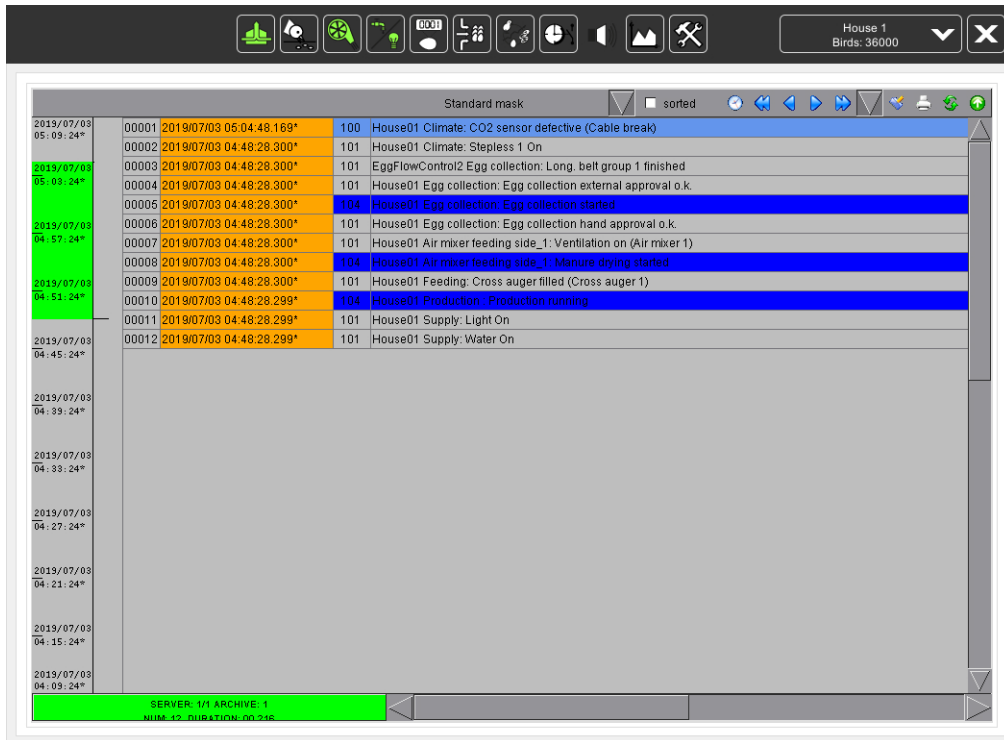 0001
House 1
Birds: 36000
Standard mask
sorted
2019/07/03
05:09:24*
2019/07/03
05:03:24*
2019/07/03
04:57:24*
2019/07/03
04:51:24*
2019/07/03
04:45:24*
2019/07/03
04:39:24*
2019/07/03
04:33:24*
2019/07/03
04:27:24*
2019/07/03
04:21:24*
2019/07/03
04:15:24*
2019/07/03
04:09:24*
00001 2019/07/03 05:04:48.169* 100 House01 Climate: CO2 sensor defective (Cable break)
00002 2019/07/03 04:48:28.300* 101 House01 Climate: Stepless 1 On
00003 2019/07/03 04:48:28.300* 101 EggFlowControl2 Egg collection: Long. belt group 1 finished
00004 2019/07/03 04:48:28.300* 101 House01 Egg collection: Egg collection external approval o.k.
00005 2019/07/03 04:48:28.300* 104 House01 Egg collection: Egg collection started
00006 2019/07/03 04:48:28.300* 101 House01 Egg collection: Egg collection hand approval o.k.
00007 2019/07/03 04:48:28.300* 101 House01 Air mixer feeding side_1: Ventilation on (Air mixer 1)
00008 2019/07/03 04:48:28.300* 104 House01 Air mixer feeding side_1: Manure drying started
00009 2019/07/03 04:48:28.300* 101 House01 Feeding: Cross auger filled (Cross auger 1)
00010 2019/07/03 04:48:28.299* 104 House01 Production : Production running
00011 2019/07/03 04:48:28.299* 101 House01 Supply: Light On
00012 2019/07/03 04:48:28.299* 101 House01 Supply: Water On
SERVER: 1/1 ARCHIVE: 1
NUM: 12 DURATION: 00.216